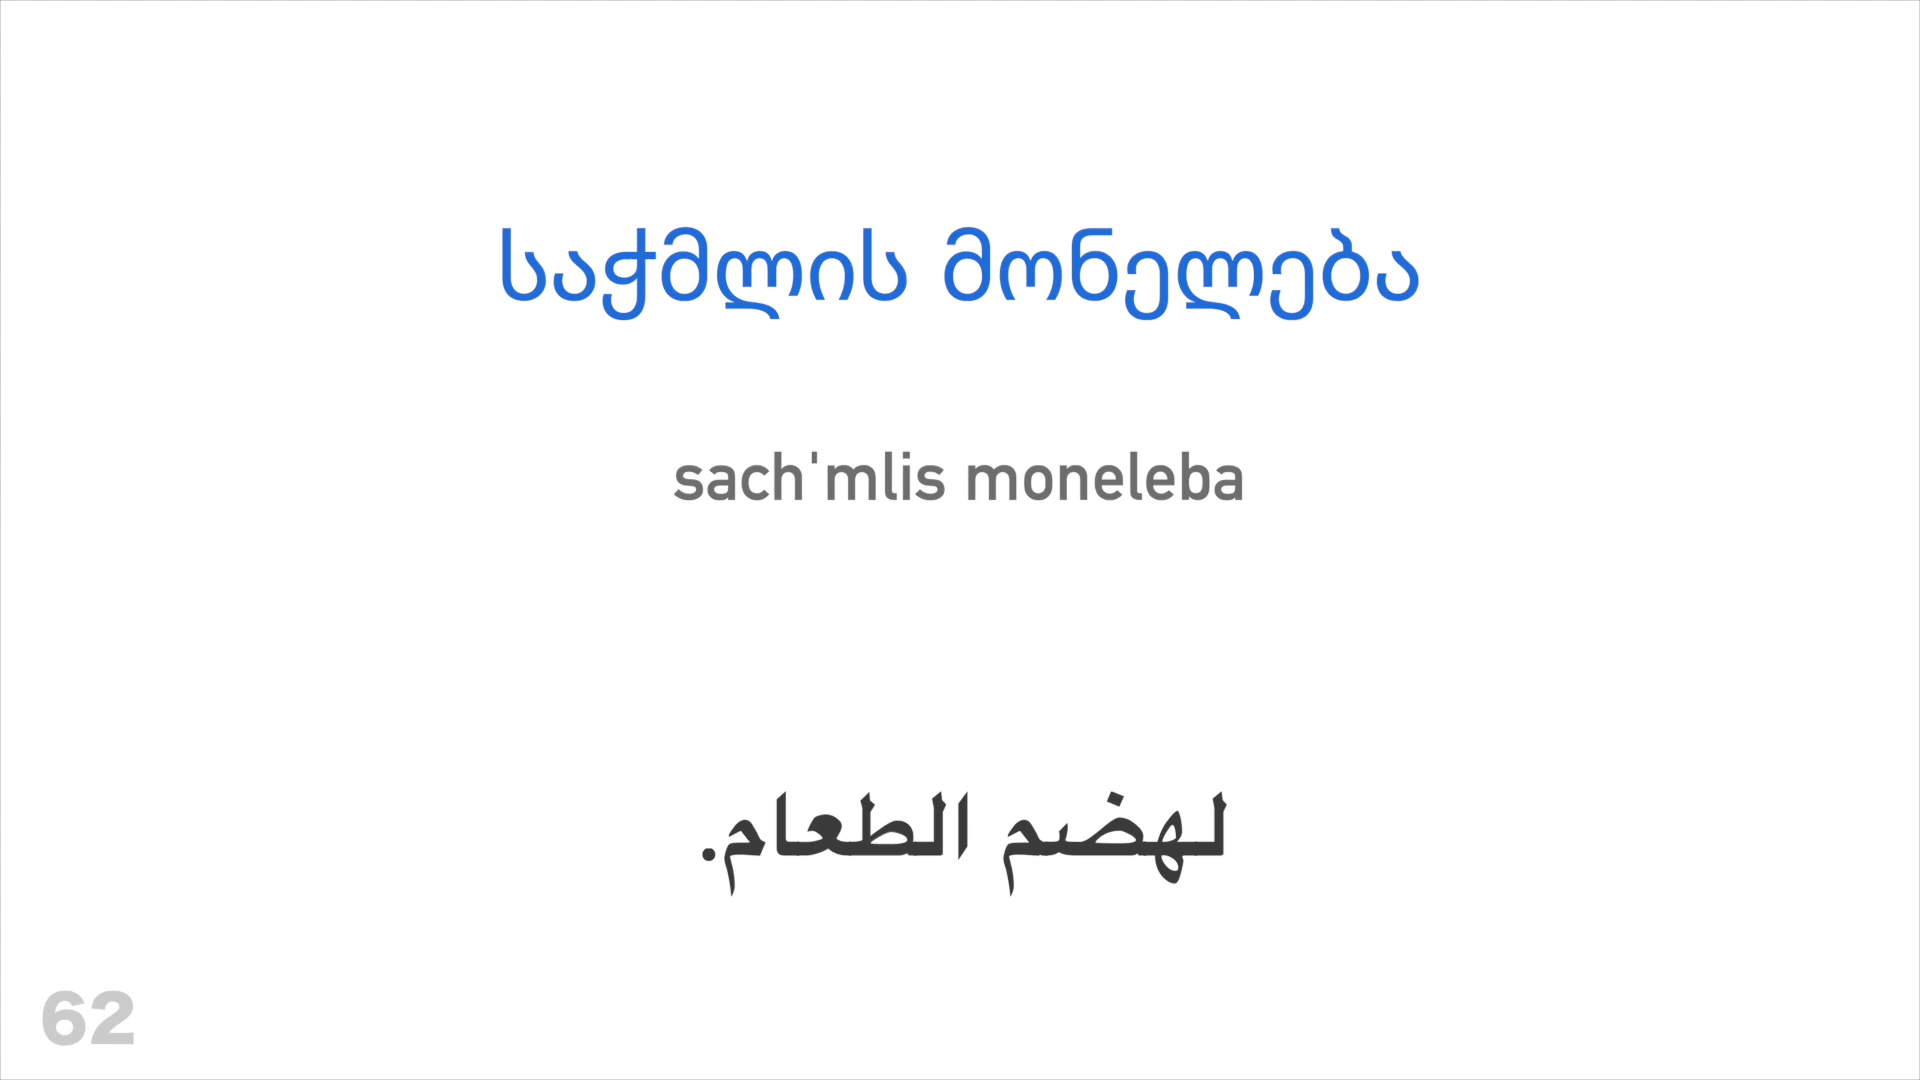 საჭმლის მონელება
sach'mlis moneleba
لهضم الطعام.
62